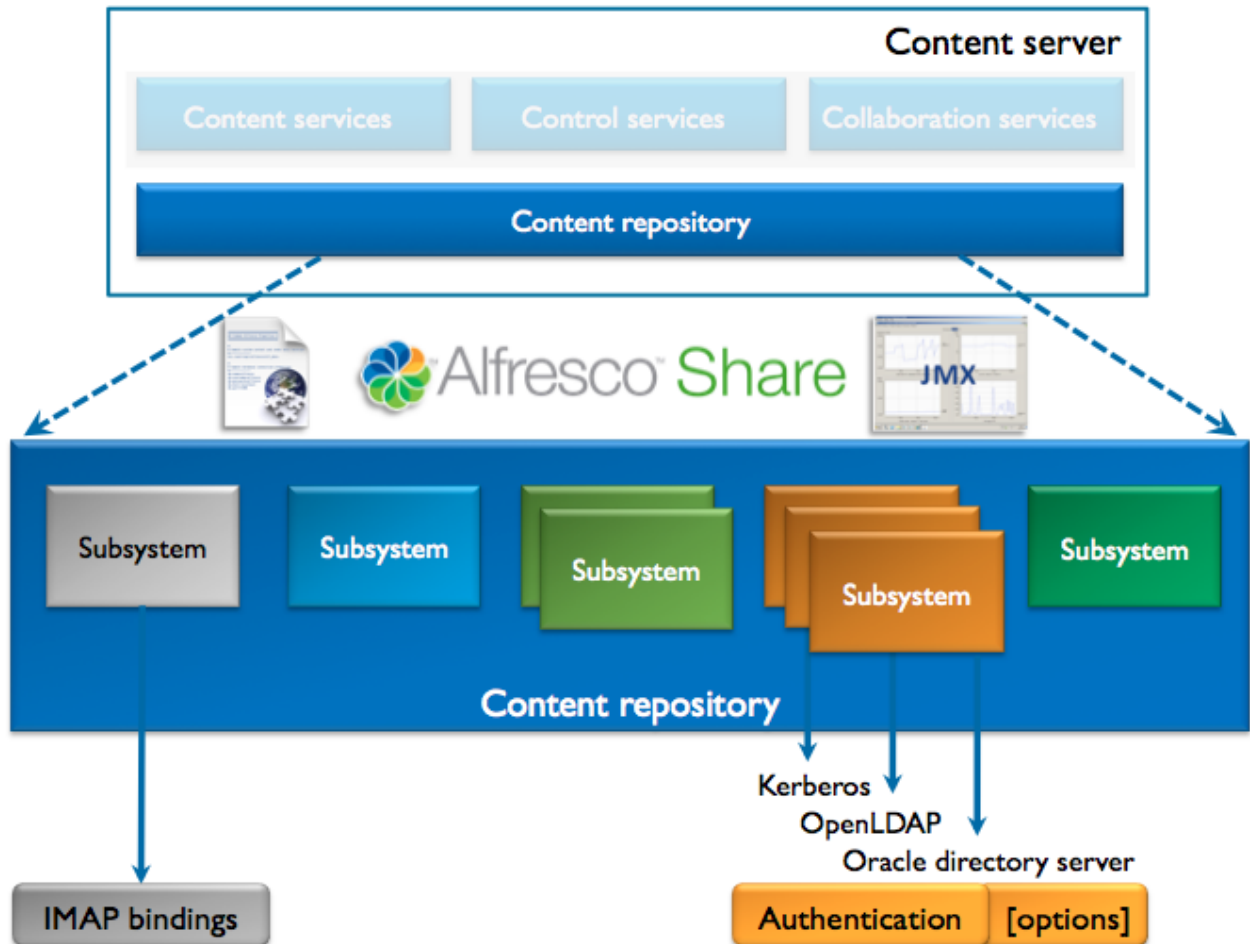 Content server
Content services
Control services
Collaboration services
Content repository
Alfresco™ Share
JMX
Subsystem
Subsystem
Subsystem
Subsystem
Subsystem
Content repository
Kerberos
OpenLDAP
Oracle directory server
IMAP bindings
Authentication
[options]